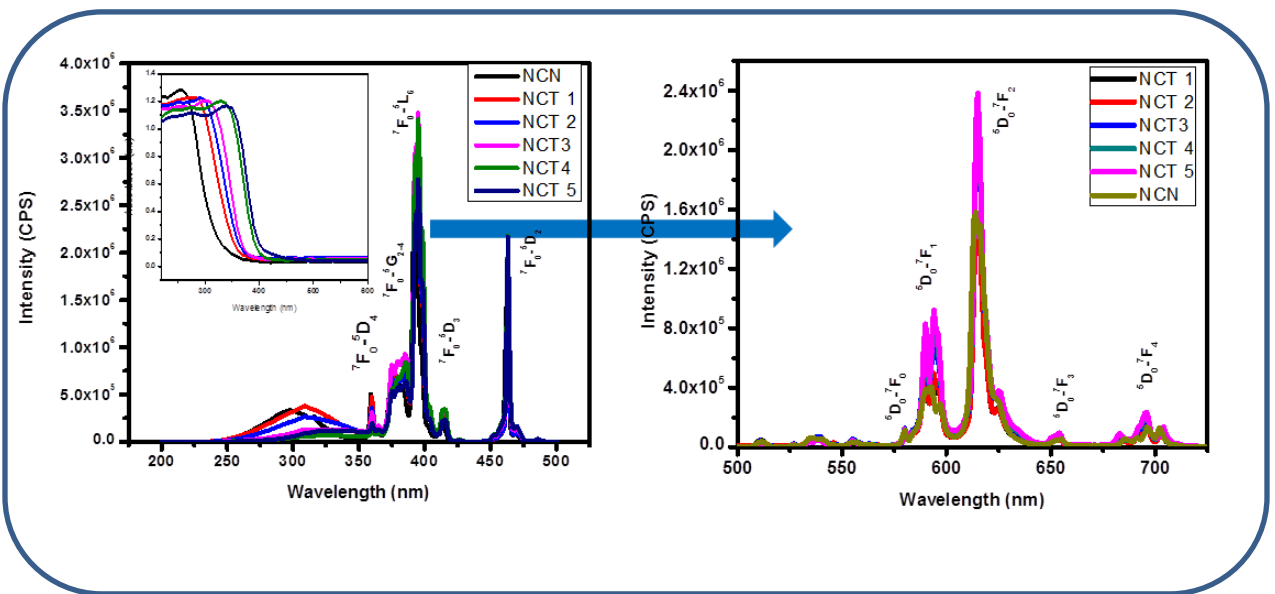 4.0x10⁶
3.5x10⁶
3.0x10⁶
2.5x10⁶
2.0x10⁶
1.5x10⁶
1.0x10⁶
5.0x10⁵
0.0
Intensity (CPS)
200 250 300 350 400 450 500
Wavelength (nm)
NCN
NCT 1
NCT 2
NCT3
NCT4
NCT 5
⁷F₀-⁵D₄
⁷F₀-⁵G₂₋₄
⁷F₀-⁵L₆
⁷F₀-⁵D₃
⁷F₀-⁵D₂
1.4
1.2
1.0
0.8
0.6
0.4
0.2
0.0
400 600 800
Wavelength (nm)
2.4x10⁶
2.0x10⁶
1.6x10⁶
1.2x10⁶
8.0x10⁵
4.0x10⁵
0.0
Intensity (CPS)
500 550 600 650 700
Wavelength (nm)
NCT 1
NCT 2
NCT3
NCT 4
NCT 5
NCN
⁵D₀-⁷F₀
⁵D₀-⁷F₁
⁵D₀-⁷F₂
⁵D₀-⁷F₃
⁵D₀-⁷F₄